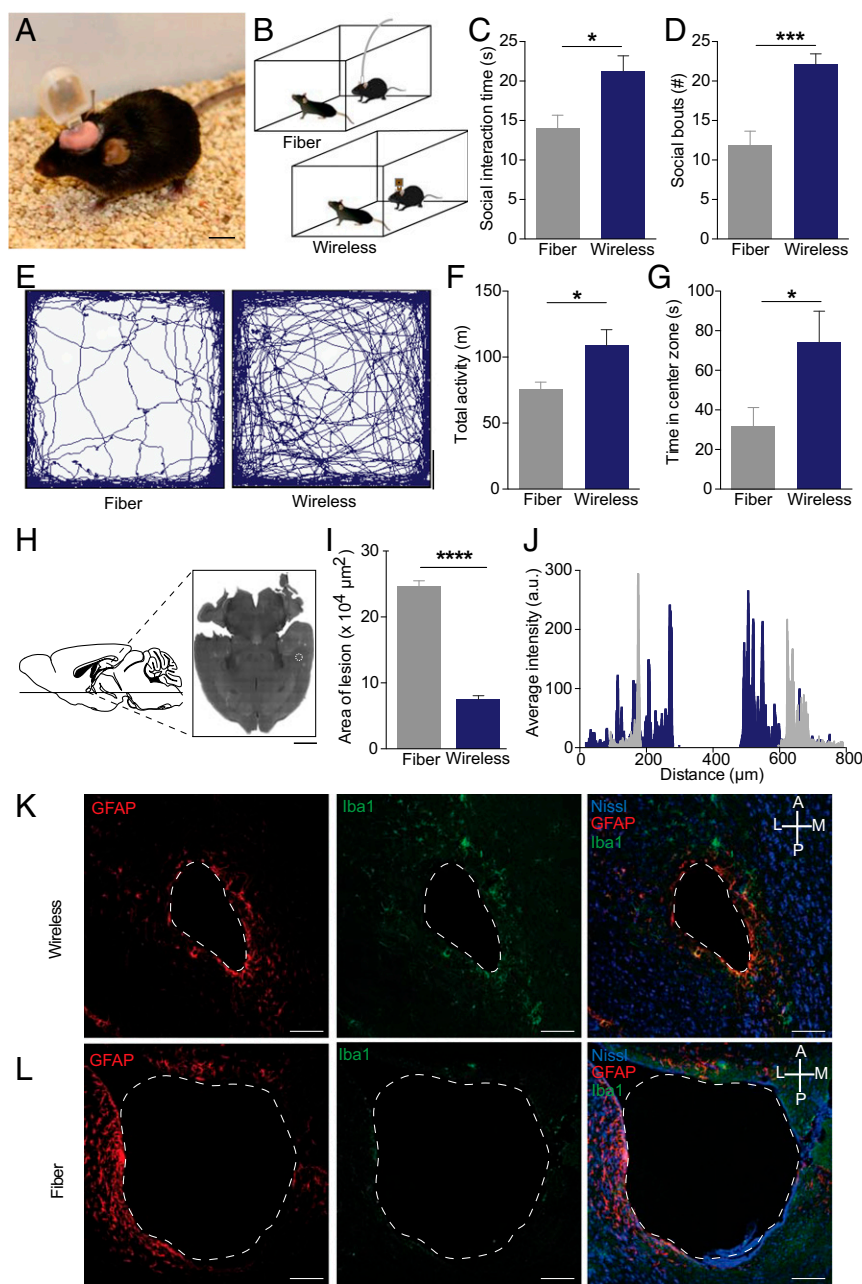 A
B
Fiber
Wireless
C
Social interaction time (s)
25
20
15
10
5
0
*
Fiber Wireless
D
Social bouts (#)
25
20
15
10
5
0
***
Fiber Wireless
E
Fiber
Wireless
F
Total activity (m)
150
100
50
0
*
Fiber Wireless
G
Time in center zone (s)
100
80
60
40
20
0
*
Fiber Wireless
H
I
Area of lesion (x 10⁴ µm²)
30
20
10
0
****
Fiber Wireless
J
Average intensity (a.u.)
300
200
100
0
0 200 400 600 800
Distance (µm)
K
Wireless
GFAP
Iba1
Nissl
GFAP
Iba1
A
L M
P
L
Fiber
GFAP
Iba1
Nissl
GFAP
Iba1
A
L M
P